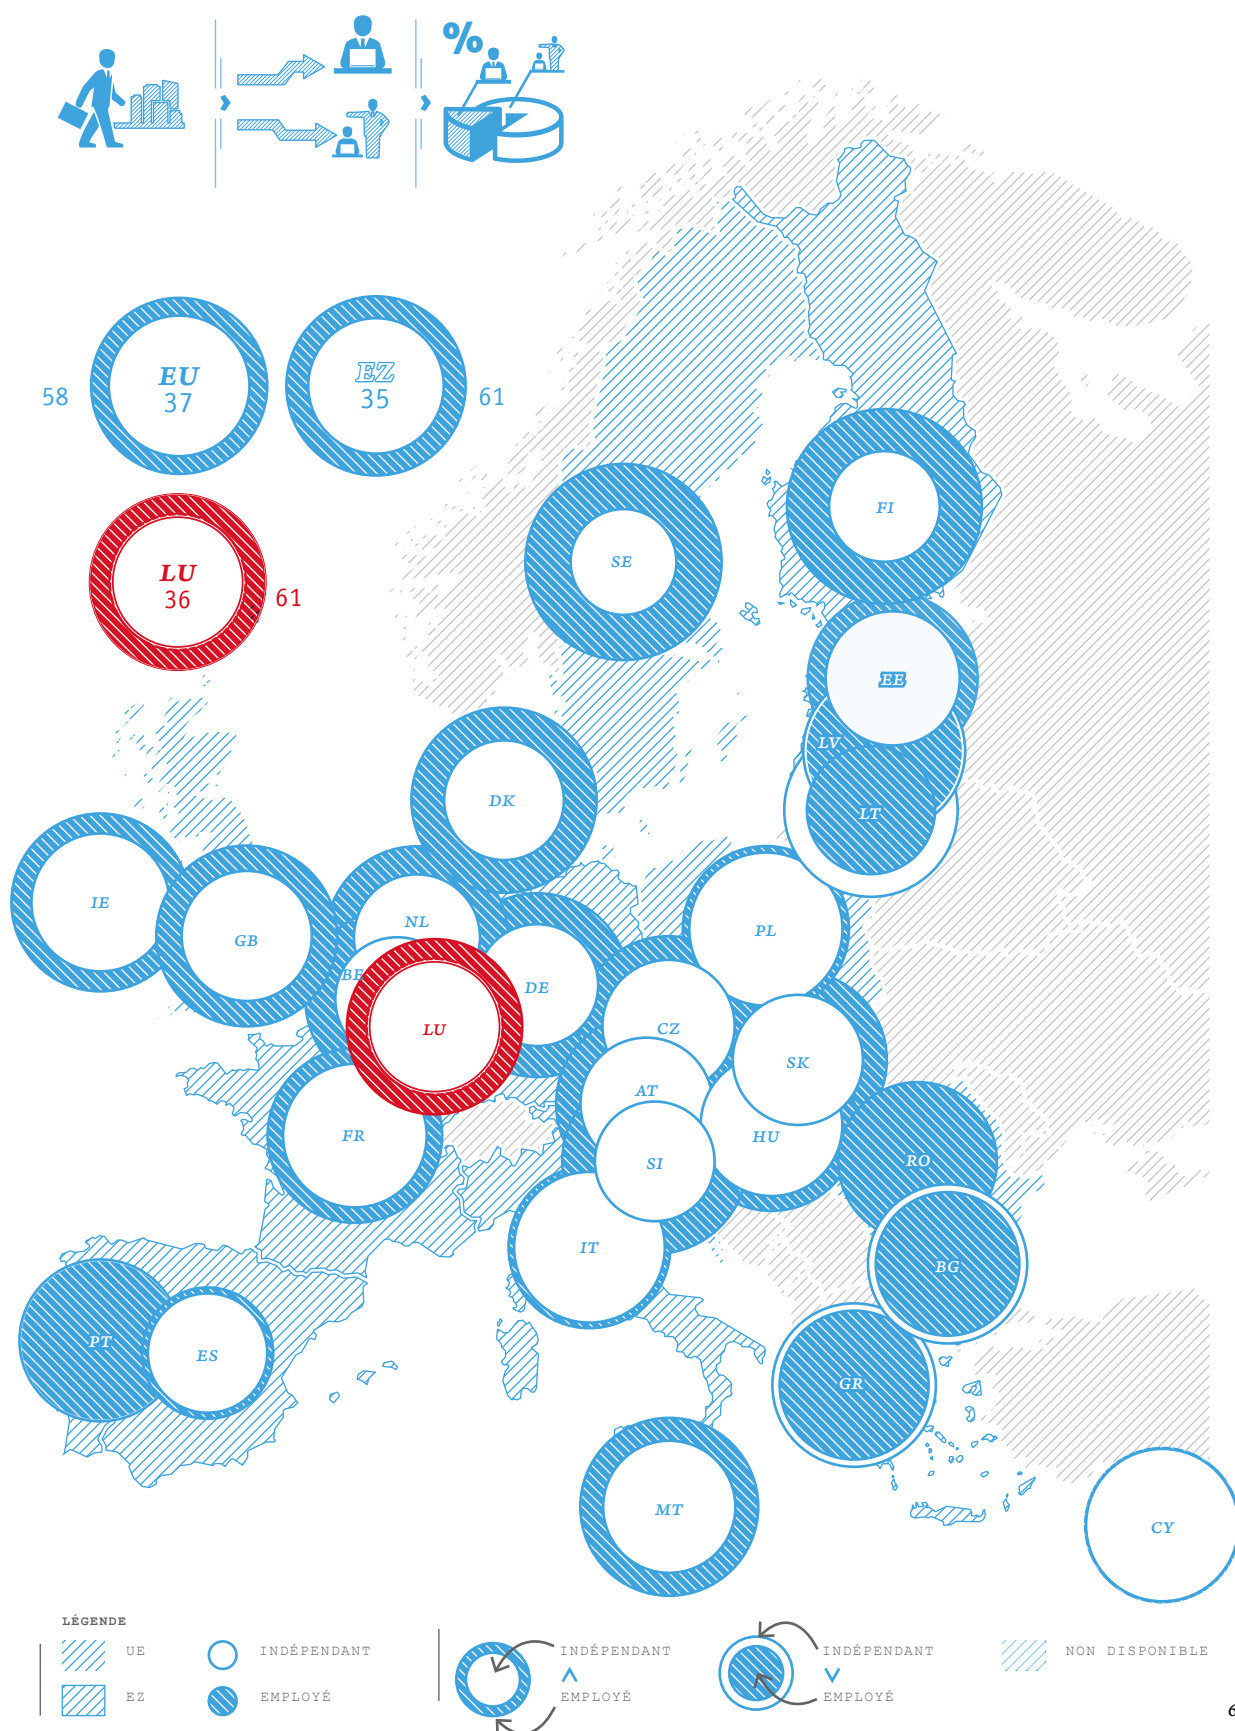 %
EU
37
58
EZ
35
61
LU
36
61
FI
SE
EE
LV
LT
DK
IE
GB
NL
BE
DE
PL
LU
CZ
SK
AT
HU
FR
SI
RO
IT
BG
PT
ES
GR
MT
CY
LÉGENDE
UE
INDÉPENDANT
EZ
EMPLOYÉ
INDÉPENDANT
EMPLOYÉ
INDÉPENDANT
EMPLOYÉ
NON DISPONIBLE
6